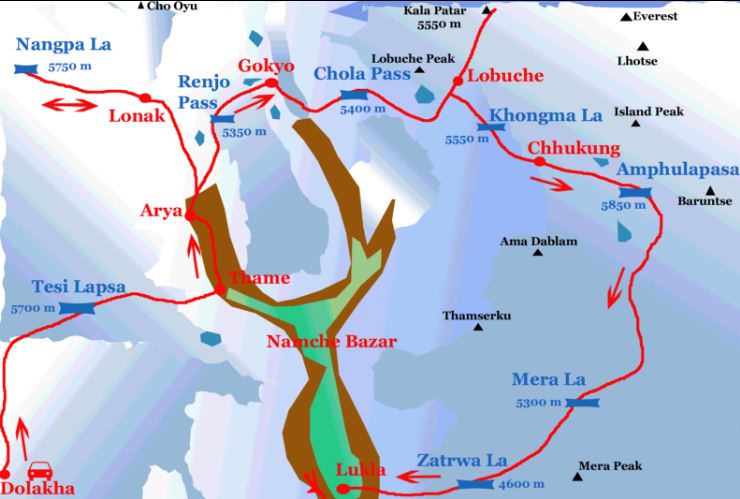 Cho Oyu
Kala Patar
5550 m
Everest
Nangpa La
5750 m
Lhotse
Gokyo
Lobuche Peak
Renjo
Pass
5350 m
Chola Pass
5400 m
Lobuche
Lonak
Khongma La
5550 m
Island Peak
Chhukung
Amphulapasa
5850 m
Baruntse
Arya
Ama Dablam
Thame
Tesi Lapsa
5700 m
Thamserku
Namche Bazar
Mera La
5300 m
Zatrwa La
4600 m
Mera Peak
Lukla
Dolakha